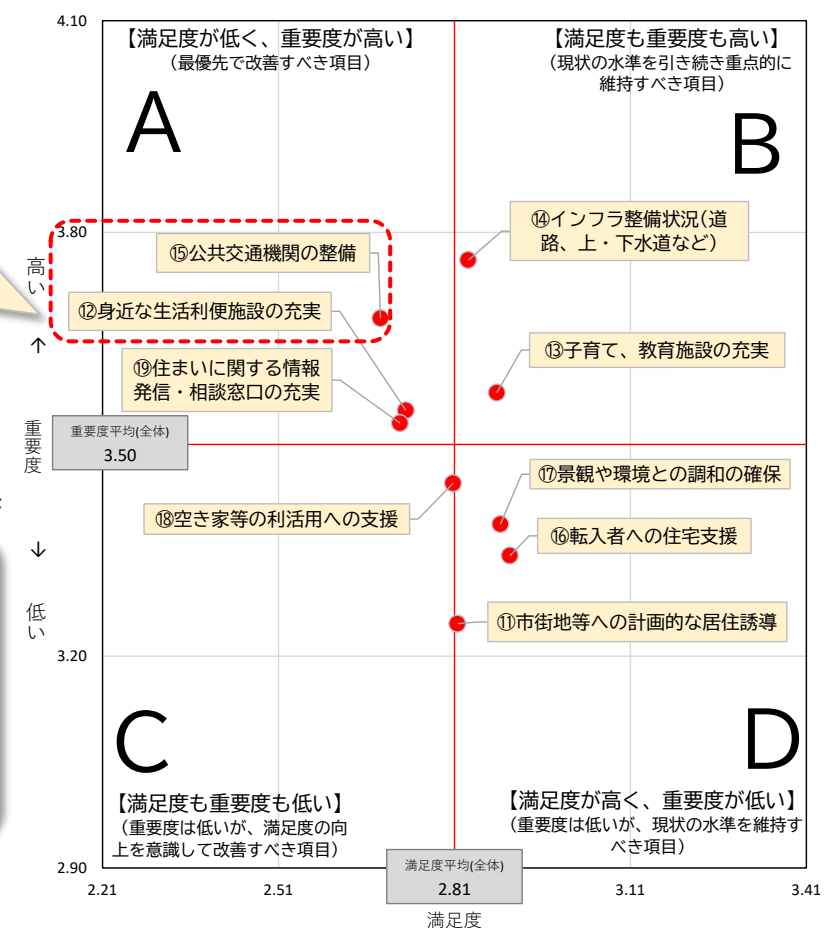 4.10
【満足度が低く、重要度が高い】
（最優先で改善すべき項目）
A
【満足度も重要度も高い】
（現状の水準を引き続き重点的に
維持すべき項目）
B
3.80
⑭インフラ整備状況（道
路、上・下水道など）
⑮公共交通機関の整備
高い
⑫身近な生活利便施設の充実
↑
⑬子育て、教育施設の充実
⑲住まいに関する情報
発信・相談窓口の充実
重要度
重要度平均(全体)
3.50
⑰景観や環境との調和の確保
⑱空き家等の利活用への支援
⑯転入者への住宅支援
↓
低い
⑪市街地等への計画的な居住誘導
3.20
C
【満足度も重要度も低い】
（重要度は低いが、満足度の向
上を意識して改善すべき項目）
D
【満足度が高く、重要度が低い】
（重要度は低いが、現状の水準を維持す
べき項目）
2.90
満足度平均(全体)
2.81
2.21
2.51
3.11
3.41
満足度